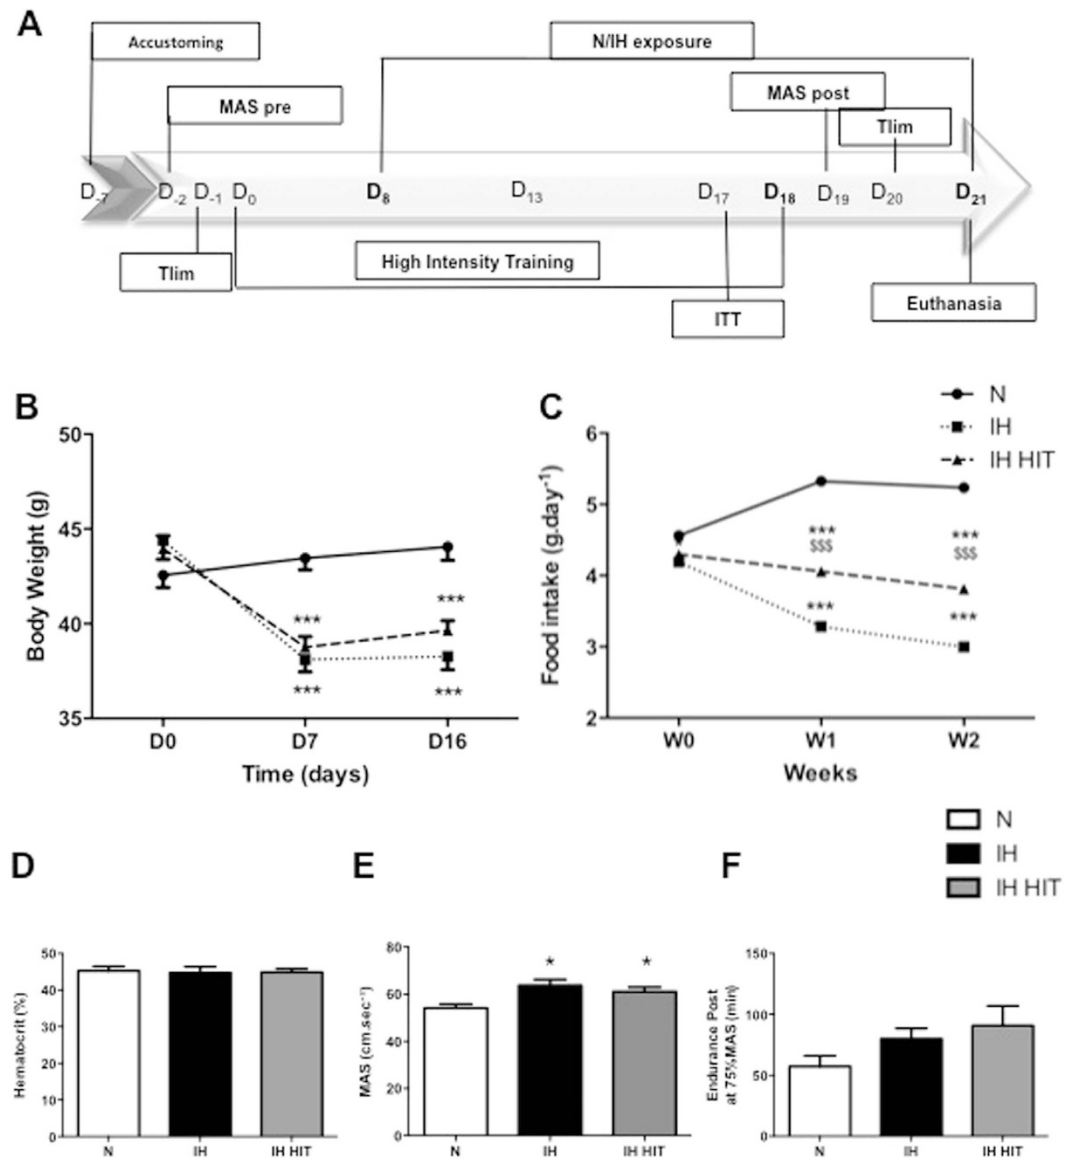 A
Accustoming
N/IH exposure
MAS pre
MAS post
Tlim
D-7 D-2 D-1 D0 D8 D13 D17 D18 D19 D20 D21
Tlim
High Intensity Training
ITT
Euthanasia
B
50
45
40
35
Body Weight (g)
***
***
***
***
D0 D7 D16
Time (days)
C
N
IH
IH HIT
6
5
4
3
2
Food intake (g.day-1)
***
$$$
***
$$$
***
***
*
W0 W1 W2
Weeks
N
IH
IH HIT
D
50
40
30
20
10
0
Hematocrit (%)
N IH IH HIT
E
80
60
40
20
0
MAS (cm.sec-1)
* *
N IH IH HIT
F
150
100
50
0
Endurance Post
at 75%MAS (min)
N IH IH HIT